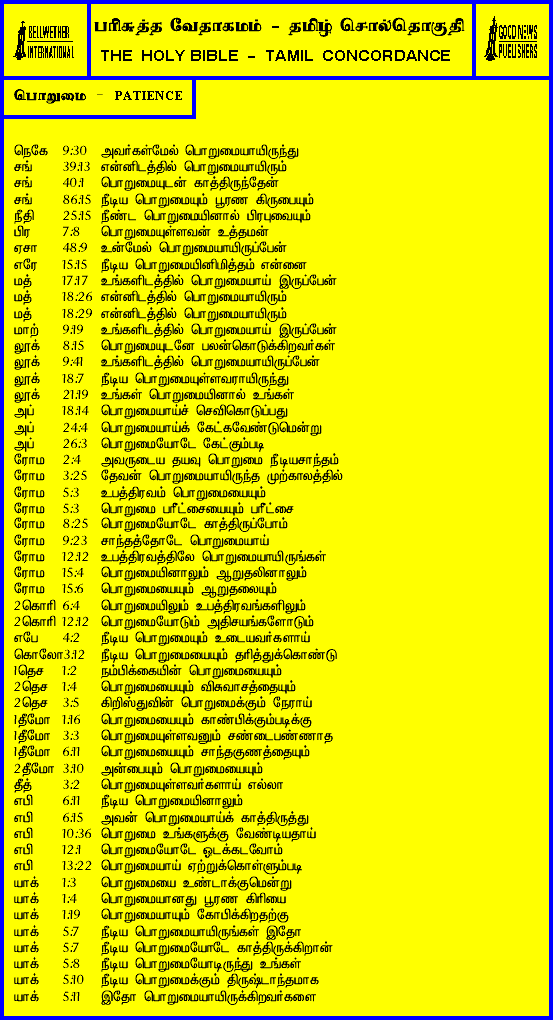 BELLWETHER INTERNATIONAL
பரிசுத்த வேதாகமம் - தமிழ் சொல்தொகுதி
THE HOLY BIBLE - TAMIL CONCORDANCE
GOOD NEWS PUBLISHERS
பொறுமை - PATIENCE
நெகே 9:30 அவர்கள்மேல் பொறுமையாயிருந்து
சங் 39:13 என்னிடத்தில் பொறுமையாயிரும்
சங் 40:1 பொறுமையுடன் காத்திருந்தேன்
சங் 86:15 நீடிய பொறுமையும் பூரண கிருபையும்
நீதி 25:15 நீண்ட பொறுமையினால் பிரபுவையும்
பிர 7:8 பொறுமையுள்ளவன் உத்தமன்
ஏசா 48:9 உன்மேல் பொறுமையாயிருப்பேன்
எரே 15:15 நீடிய பொறுமையினிமித்தம் என்னை
மத் 17:17 உங்களிடத்தில் பொறுமையாய் இருப்பேன்
மத் 18:26 என்னிடத்தில் பொறுமையாயிரும்
மத் 18:29 என்னிடத்தில் பொறுமையாயிரும்
மாற் 9:19 உங்களிடத்தில் பொறுமையாய் இருப்பேன்
லூக் 8:15 பொறுமையுடனே பலன்கொடுக்கிறவர்கள்
லூக் 9:41 உங்களிடத்தில் பொறுமையாயிருப்பேன்
லூக் 18:7 நீடிய பொறுமையுள்ளவராயிருந்து
லூக் 21:19 உங்கள் பொறுமையினால் உங்கள்
அப் 18:14 பொறுமையாய்ச் செவிகொடுப்பது
அப் 24:4 பொறுமையாய்க் கேட்கவேண்டுமென்று
அப் 26:3 பொறுமையோடே கேட்கும்படி
ரோம 2:4 அவருடைய தயவு பொறுமை நீடியசாந்தம்
ரோம 3:25 தேவன் பொறுமையாயிருந்த முற்காலத்தில்
ரோம 5:3 உபத்திரவம் பொறுமையையும்
ரோம 5:3 பொறுமை பரீட்சையையும் பரீட்சை
ரோம 8:25 பொறுமையோடே காத்திருப்போம்
ரோம 9:23 சாந்தத்தோடே பொறுமையாய்
ரோம 12:12 உபத்திரவத்திலே பொறுமையாயிருங்கள்
ரோம 15:4 பொறுமையினாலும் ஆறுதலினாலும்
ரோம 15:6 பொறுமையையும் ஆறுதலையும்
2கொரி 6:4 பொறுமையிலும் உபத்திரவங்களிலும்
2கொரி 12:12 பொறுமையோடும் அதிசயங்களோடும்
எபே 4:2 நீடிய பொறுமையும் உடையவர்களாய்
கொலோ3:12 நீடிய பொறுமையையும் தரித்துக்கொண்டு
1தெச 1:2 நம்பிக்கையின் பொறுமையையும்
2தெச 1:4 பொறுமையையும் விசுவாசத்தையும்
2தெச 3:5 கிறிஸ்துவின் பொறுமைக்கும் நேராய்
1தீமோ 1:16 பொறுமையையும் காண்பிக்கும்படிக்கு
1தீமோ 3:3 பொறுமையுள்ளவனும் சண்டைபண்ணாத
1தீமோ 6:11 பொறுமையையும் சாந்தகுணத்தையும்
2தீமோ 3:10 அன்பையும் பொறுமையையும்
தீத் 3:2 பொறுமையுள்ளவர்களாய் எல்லா
எபி 6:11 நீடிய பொறுமையினாலும்
எபி 6:15 அவன் பொறுமையாய்க் காத்திருத்து
எபி 10:36 பொறுமை உங்களுக்கு வேண்டியதாய்
எபி 12:1 பொறுமையோடே ஓடக்கடவோம்
எபி 13:22 பொறுமையாய் ஏற்றுக்கொள்ளும்படி
யாக் 1:3 பொறுமையை உண்டாக்குமென்று
யாக் 1:4 பொறுமையானது பூரண கிரியை
யாக் 1:19 பொறுமையாயும் கோபிக்கிறதற்கு
யாக் 5:7 நீடிய பொறுமையாயிருங்கள் இதோ
யாக் 5:7 நீடிய பொறுமையோடே காத்திருக்கிறான்
யாக் 5:8 நீடிய பொறுமையோடிருந்து உங்கள்
யாக் 5:10 நீடிய பொறுமைக்கும் திருஷ்டாந்தமாக
யாக் 5:11 இதோ பொறுமையாயிருக்கிறவர்களை